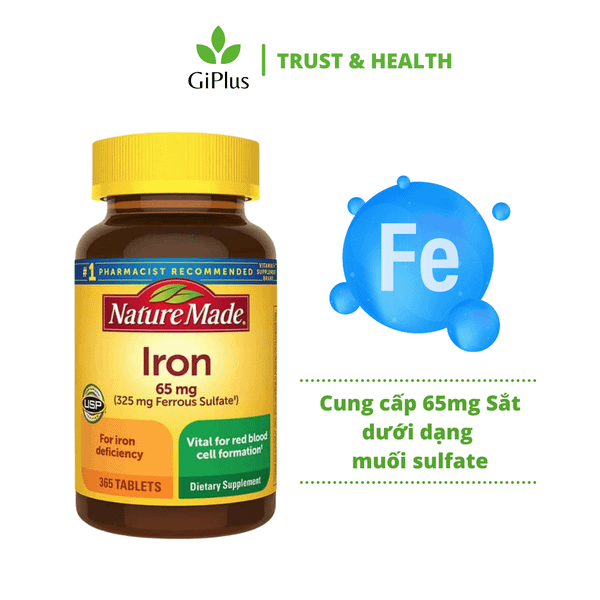 GiPlus
TRUST & HEALTH
#1 PHARMACIST RECOMMENDED
Nature Made
Iron
65 mg
(325 mg Ferrous Sulfate†)
USP
For iron
deficiency
Vital for red blood
cell formation†
365 TABLETS
Dietary Supplement
Fe
Cung cấp 65mg Sắt
dưới dạng
muối sulfate